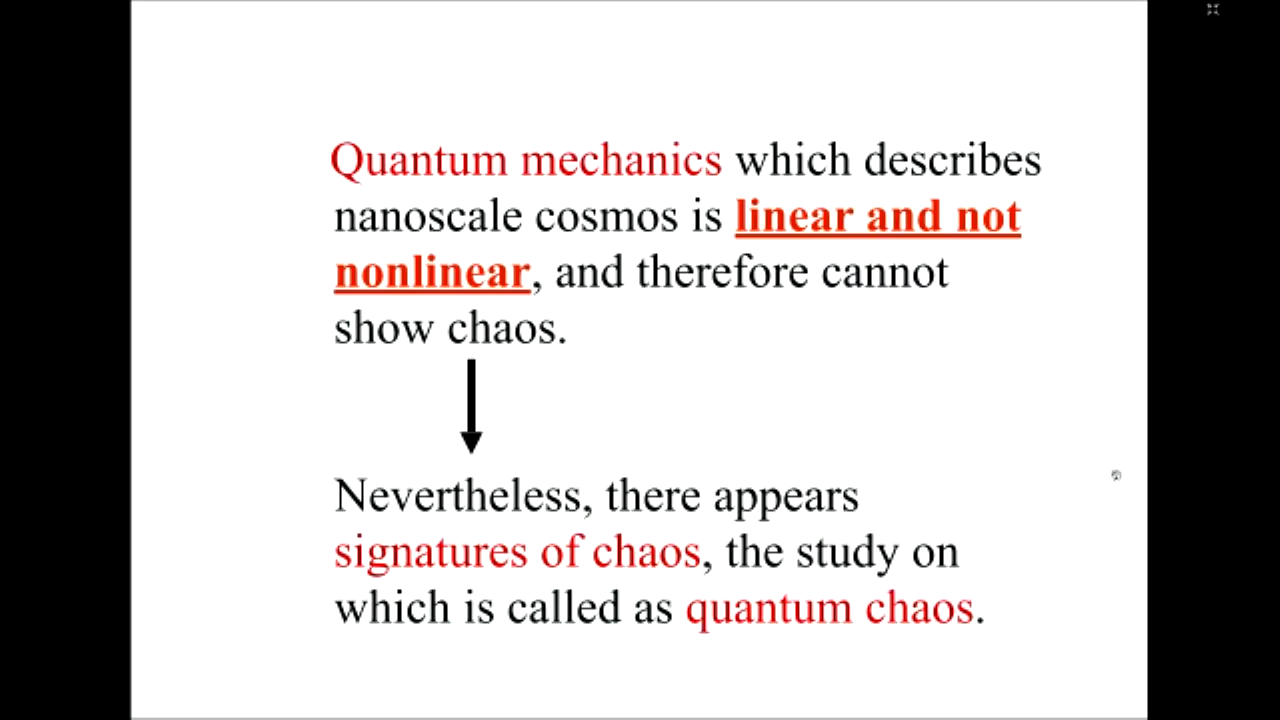 Quantum mechanics which describes
nanoscale cosmos is linear and not
nonlinear, and therefore cannot
show chaos.
Nevertheless, there appears
signatures of chaos, the study on
which is called as quantum chaos.